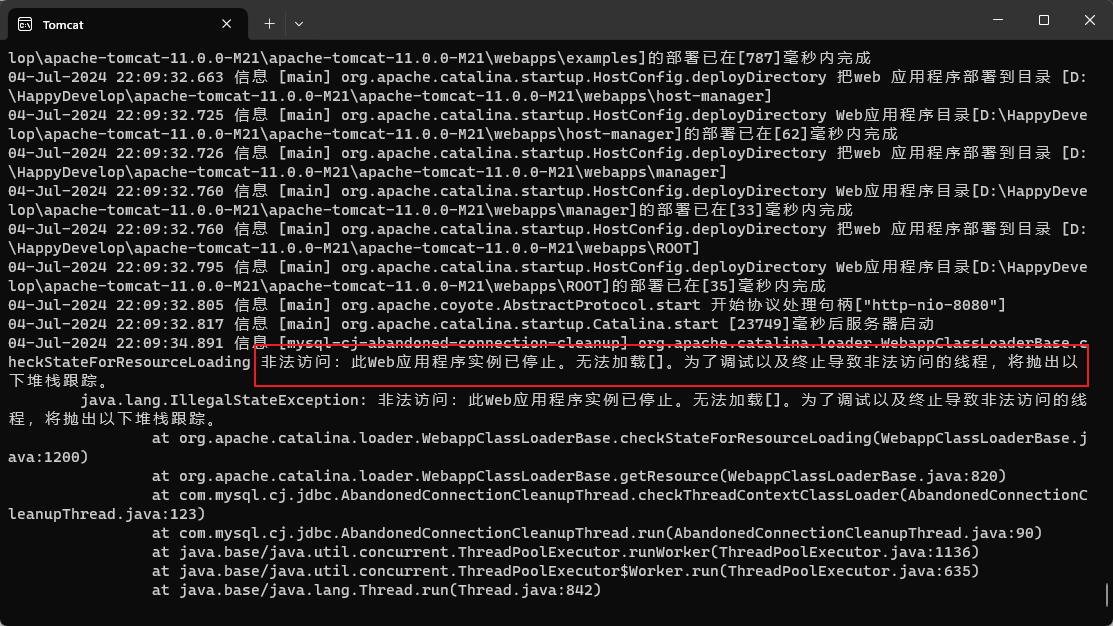 Tomcat
lop\apache-tomcat-11.0.0-M21\apache-tomcat-11.0.0-M21\webapps\examples]的部署已在[787]毫秒内完成
04-Jul-2024 22:09:32.663 信息 [main] org.apache.catalina.startup.HostConfig.deployDirectory 把web 应用程序部署到目录 [D:
\HappyDevelop\apache-tomcat-11.0.0-M21\apache-tomcat-11.0.0-M21\webapps\host-manager]
04-Jul-2024 22:09:32.725 信息 [main] org.apache.catalina.startup.HostConfig.deployDirectory Web应用程序目录[D:\HappyDeve
lop\apache-tomcat-11.0.0-M21\apache-tomcat-11.0.0-M21\webapps\host-manager]的部署已在[62]毫秒内完成
04-Jul-2024 22:09:32.726 信息 [main] org.apache.catalina.startup.HostConfig.deployDirectory 把web 应用程序部署到目录 [D:
\HappyDevelop\apache-tomcat-11.0.0-M21\apache-tomcat-11.0.0-M21\webapps\manager]
04-Jul-2024 22:09:32.760 信息 [main] org.apache.catalina.startup.HostConfig.deployDirectory Web应用程序目录[D:\HappyDeve
lop\apache-tomcat-11.0.0-M21\apache-tomcat-11.0.0-M21\webapps\manager]的部署已在[33]毫秒内完成
04-Jul-2024 22:09:32.760 信息 [main] org.apache.catalina.startup.HostConfig.deployDirectory 把web 应用程序部署到目录 [D:
\HappyDevelop\apache-tomcat-11.0.0-M21\apache-tomcat-11.0.0-M21\webapps\ROOT]
04-Jul-2024 22:09:32.795 信息 [main] org.apache.catalina.startup.HostConfig.deployDirectory Web应用程序目录[D:\HappyDeve
lop\apache-tomcat-11.0.0-M21\apache-tomcat-11.0.0-M21\webapps\ROOT]的部署已在[35]毫秒内完成
04-Jul-2024 22:09:32.805 信息 [main] org.apache.coyote.AbstractProtocol.start 开始协议处理句柄["http-nio-8080"]
04-Jul-2024 22:09:32.817 信息 [main] org.apache.catalina.startup.Catalina.start [23749]毫秒后服务器启动
04-Jul-2024 22:09:34.891 信息 [mysql-cj-abandoned-connection-cleanup] org.apache.catalina.loader.WebappClassLoaderBase.c
heckStateForResourceLoading 非法访问：此Web应用程序实例已停止。无法加载[]。为了调试以及终止导致非法访问的线程，将抛出以
下堆栈跟踪。
java.lang.IllegalStateException: 非法访问：此Web应用程序实例已停止。无法加载[]。为了调试以及终止导致非法访问的线
程，将抛出以下堆栈跟踪。
at org.apache.catalina.loader.WebappClassLoaderBase.checkStateForResourceLoading(WebappClassLoaderBase.j
ava:1200)
at org.apache.catalina.loader.WebappClassLoaderBase.getResource(WebappClassLoaderBase.java:820)
at com.mysql.cj.jdbc.AbandonedConnectionCleanupThread.checkThreadContextClassLoader(AbandonedConnectionC
leanupThread.java:123)
at com.mysql.cj.jdbc.AbandonedConnectionCleanupThread.run(AbandonedConnectionCleanupThread.java:90)
at java.base/java.util.concurrent.ThreadPoolExecutor.runWorker(ThreadPoolExecutor.java:1136)
at java.base/java.util.concurrent.ThreadPoolExecutor$Worker.run(ThreadPoolExecutor.java:635)
at java.base/java.lang.Thread.run(Thread.java:842)